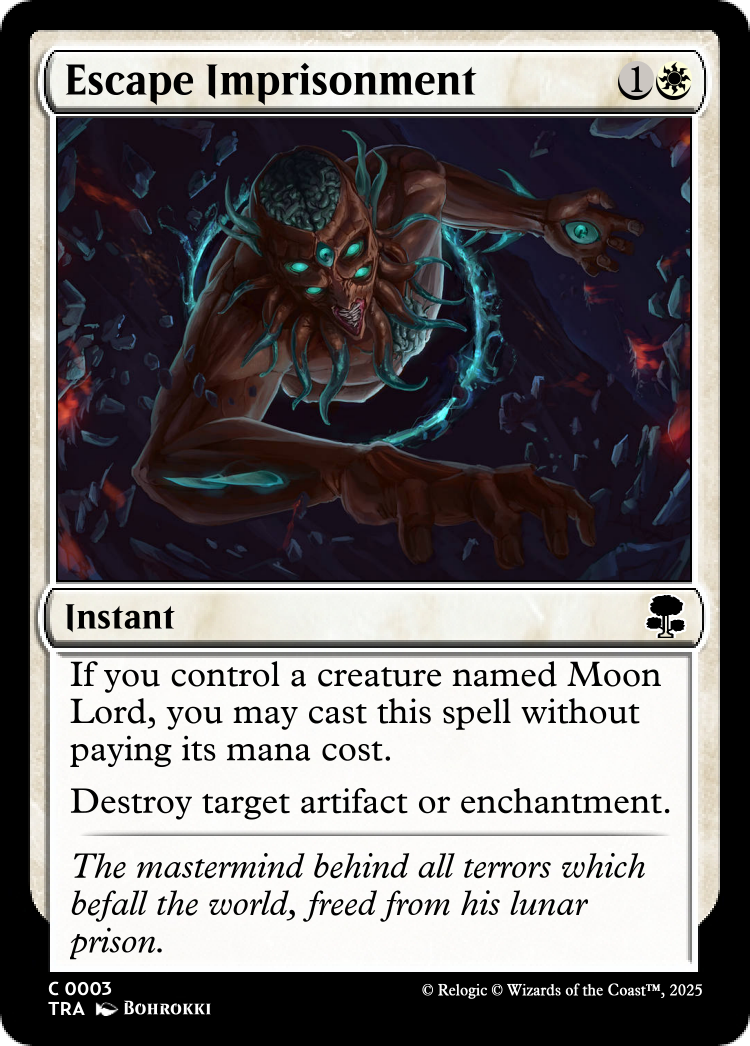 Escape Imprisonment 1
Instant
If you control a creature named Moon
Lord, you may cast this spell without
paying its mana cost.
Destroy target artifact or enchantment.
The mastermind behind all terrors which
befall the world, freed from his lunar
prison.
C 0003
TRA BOHROKKI
© Relogic © Wizards of the Coast™, 2025